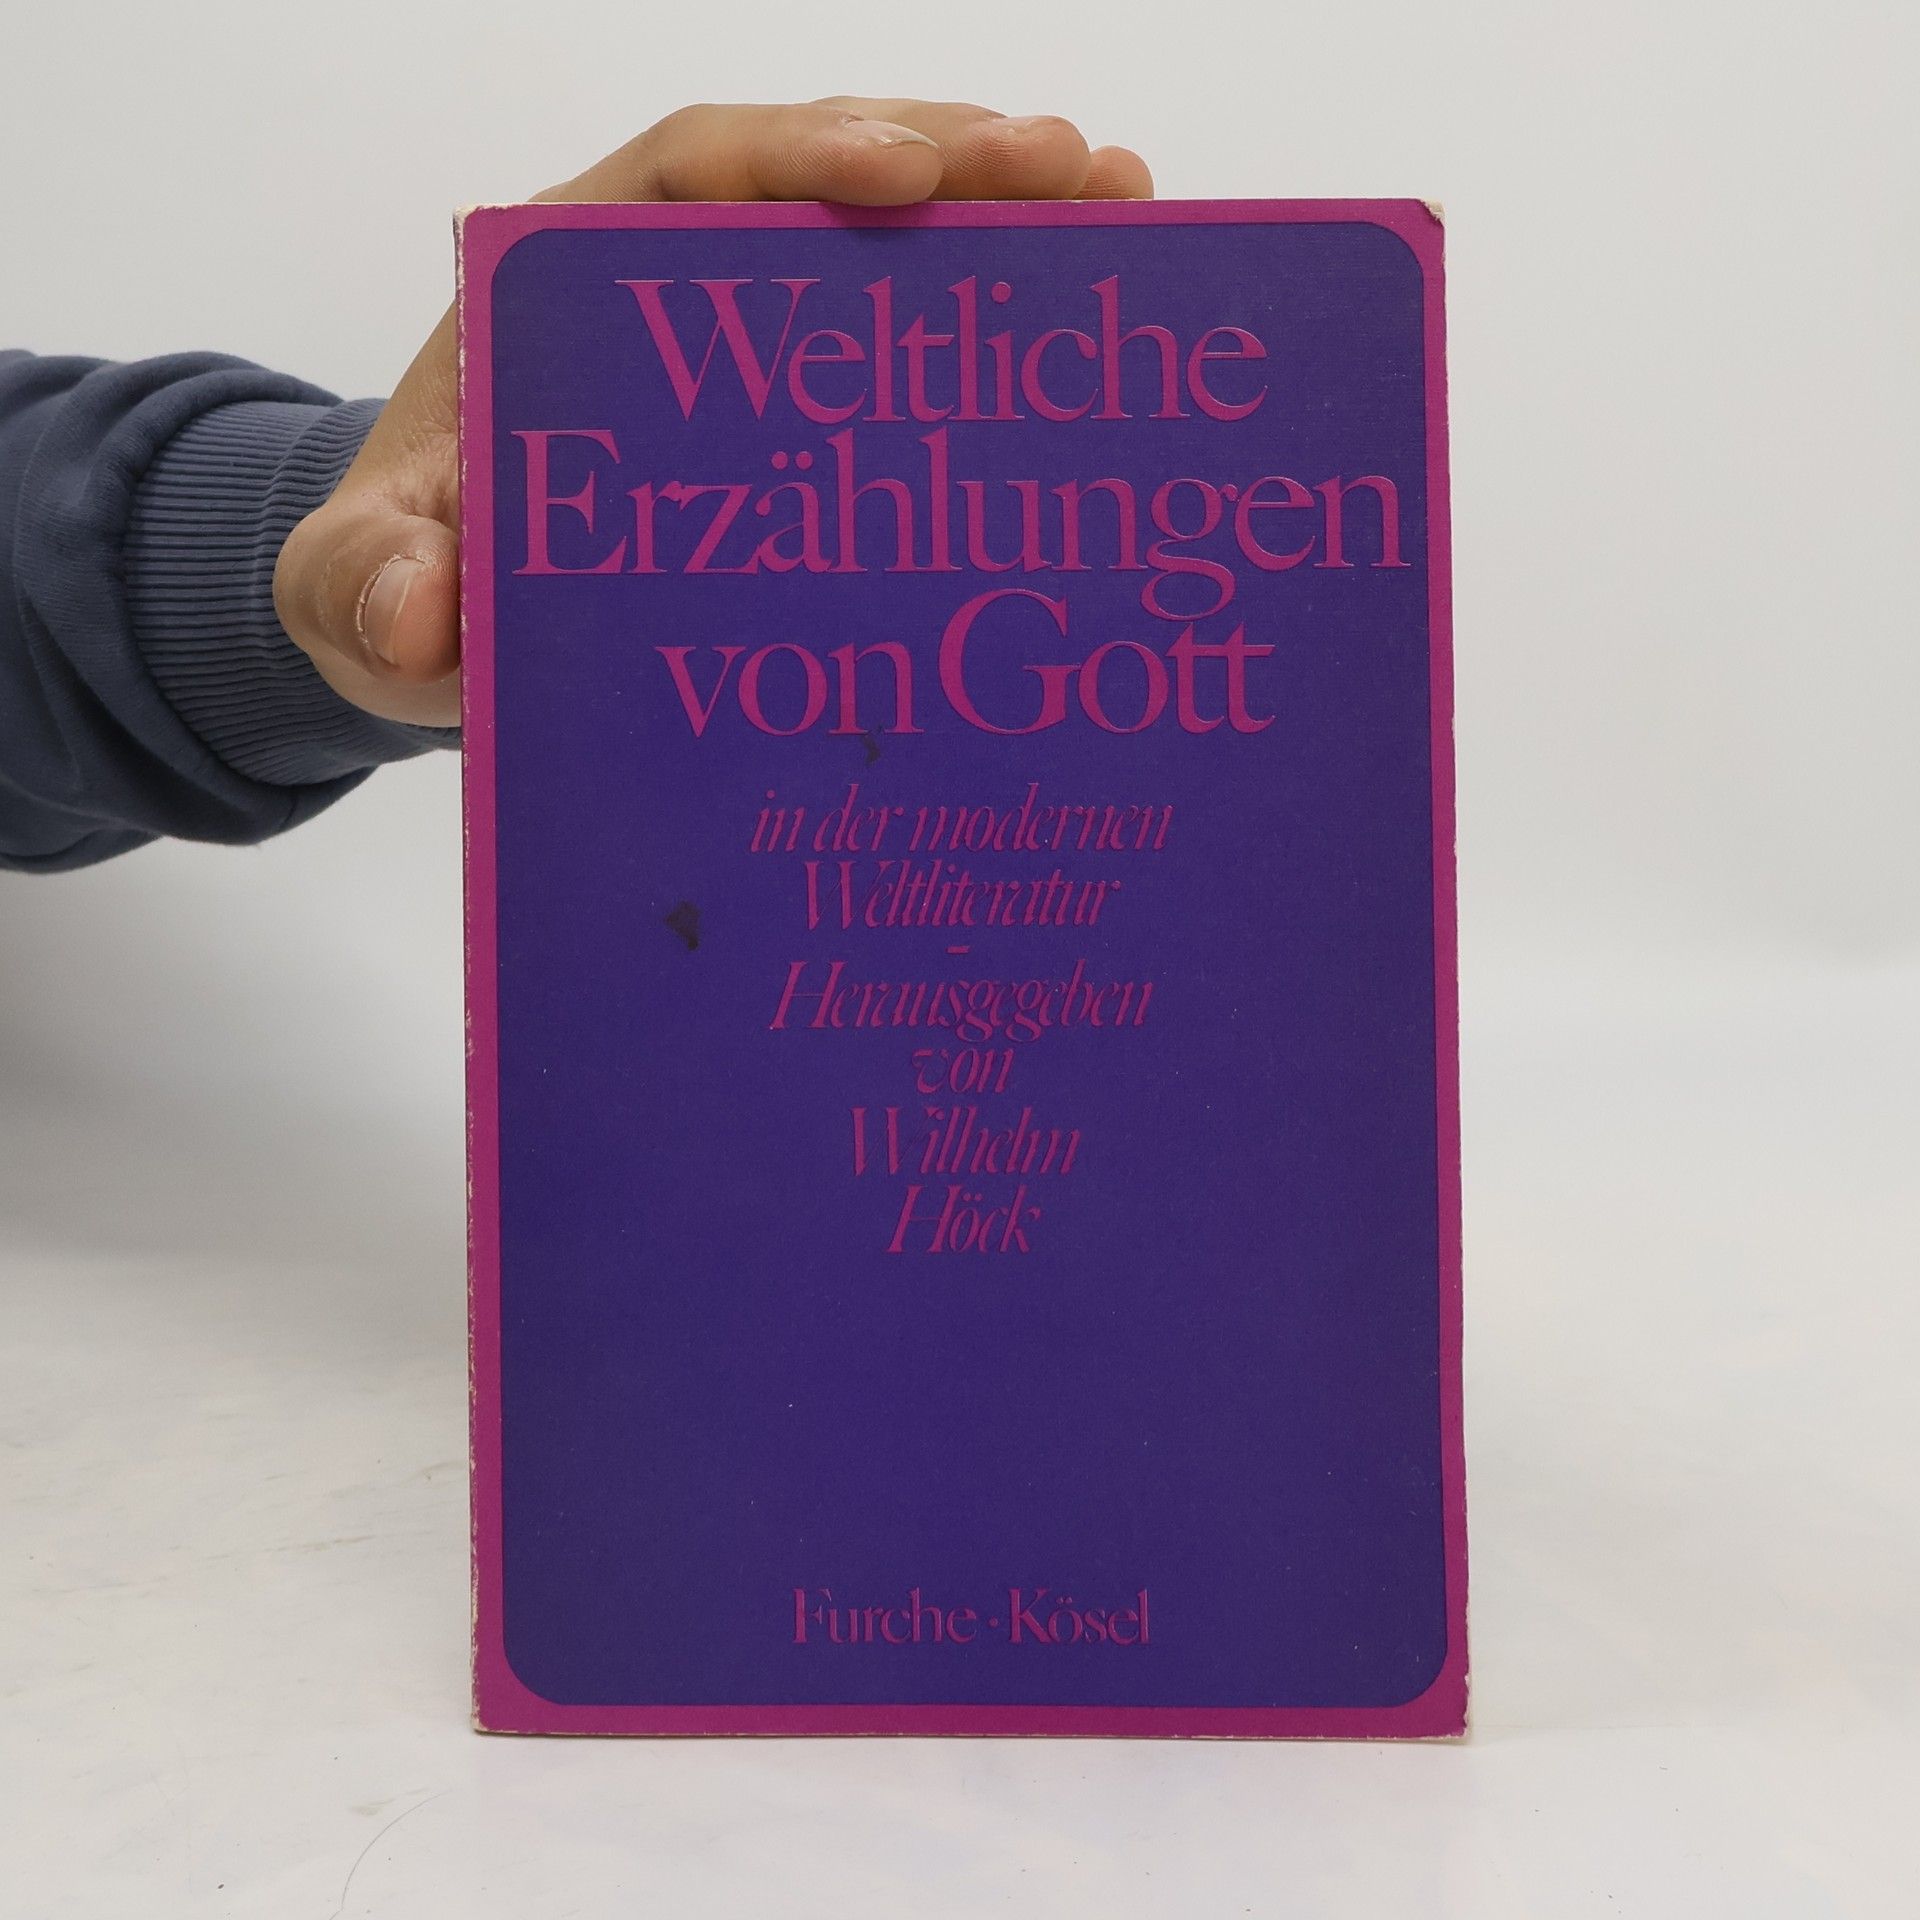 Weltliche
Erzählungen
von Gott
in der modernen
Weltliteratur
-
Herausgegeben
von
Wilhelm
Höck
Furche · Kösel